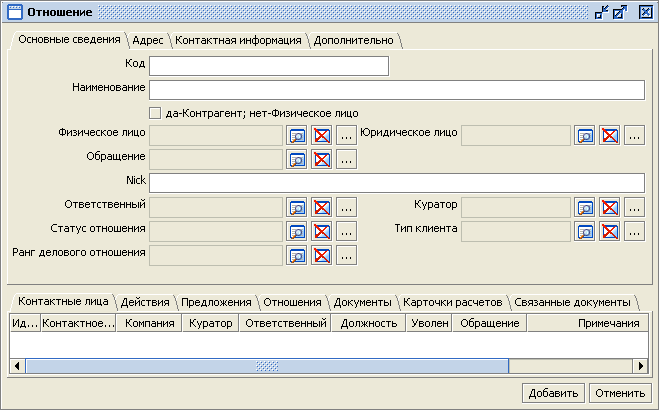 Отношение
Основные сведения Адрес Контактная информация Дополнительно
Код
Наименование
да-Контрагент; нет-Физическое лицо
Физическое лицо ... Юридическое лицо ...
Обращение ...
Nick
Ответственный ... Куратор ...
Статус отношения ... Тип клиента ...
Ранг делового отношения ...
Контактные лица Действия Предложения Отношения Документы Карточки расчетов Связанные документы
Ид... Контактное... Компания Куратор Ответственный Должность Уволен Обращение Примечания
Добавить Отменить